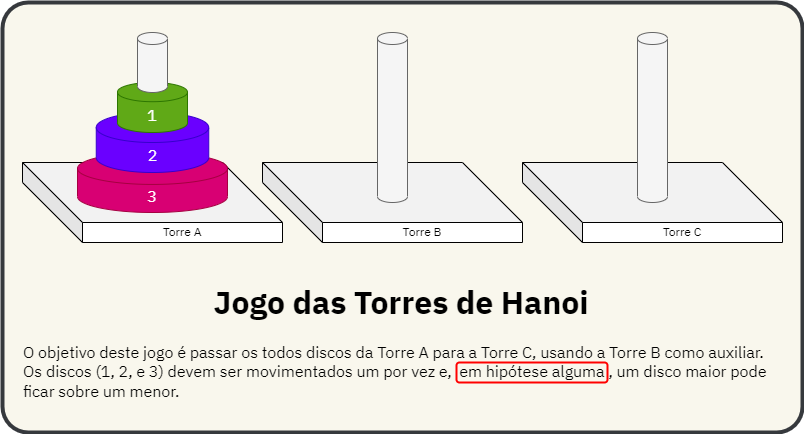 1
2
3
Torre A
Torre B
Torre C
Jogo das Torres de Hanoi
O objetivo deste jogo é passar os todos discos da Torre A para a Torre C, usando a Torre B como auxiliar.
Os discos (1, 2, e 3) devem ser movimentados um por vez e, em hipótese alguma, um disco maior pode
ficar sobre um menor.